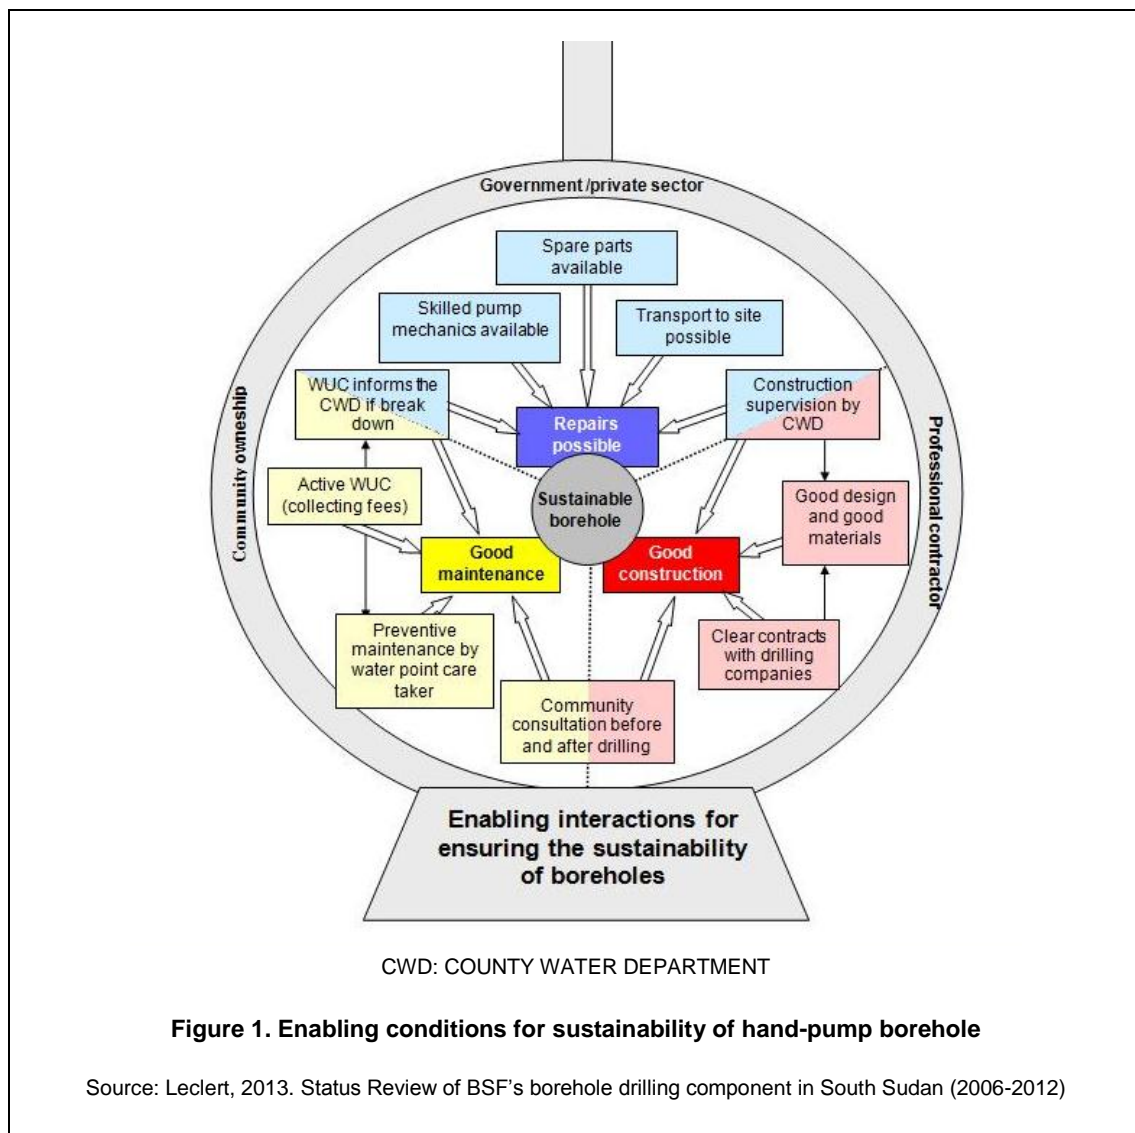 Government /private sector
Spare parts
available
Skilled pump
mechanics available
Transport to site
possible
WUC informs the
CWD if break
down
Construction
supervision by
CWD
Repairs
possible
Community owneship
Professional contractor
Active WUC
(collecting fees)
Sustainable
borehole
Good design
and good
materials
Good
maintenance
Good
construction
Preventive
maintenance by
water point care
taker
Clear contracts
with drilling
companies
Community
consultation before
and after drilling
Enabling interactions for
ensuring the sustainability
of boreholes
CWD: COUNTY WATER DEPARTMENT
Figure 1. Enabling conditions for sustainability of hand-pump borehole
Source: Leclert, 2013. Status Review of BSF’s borehole drilling component in South Sudan (2006-2012)